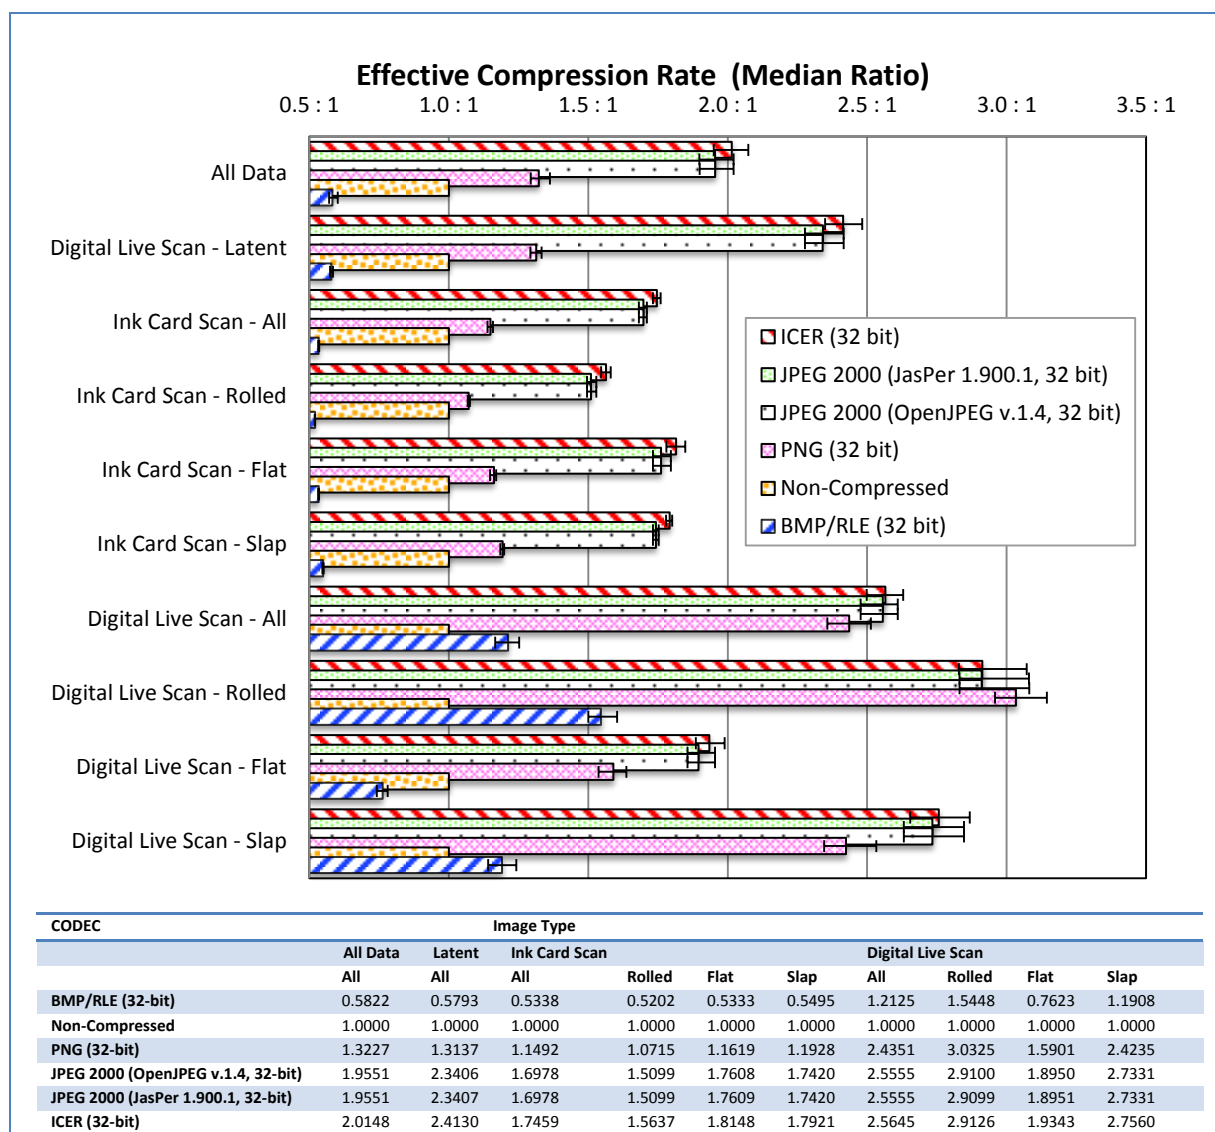 Effective Compression Rate (Median Ratio)
0.5 : 1 1.0 : 1 1.5 : 1 2.0 : 1 2.5 : 1 3.0 : 1 3.5 : 1
All Data
Digital Live Scan - Latent
Ink Card Scan - All
Ink Card Scan - Rolled
Ink Card Scan - Flat
Ink Card Scan - Slap
Digital Live Scan - All
Digital Live Scan - Rolled
Digital Live Scan - Flat
Digital Live Scan - Slap
ICER (32 bit)
JPEG 2000 (JasPer 1.900.1, 32 bit)
JPEG 2000 (OpenJPEG v.1.4, 32 bit)
PNG (32 bit)
Non-Compressed
BMP/RLE (32 bit)
CODEC Image Type
All Data Latent Ink Card Scan Digital Live Scan
All All All Rolled Flat Slap All Rolled Flat Slap
BMP/RLE (32-bit) 0.5822 0.5793 0.5338 0.5202 0.5333 0.5495 1.2125 1.5448 0.7623 1.1908
Non-Compressed 1.0000 1.0000 1.0000 1.0000 1.0000 1.0000 1.0000 1.0000 1.0000 1.0000
PNG (32-bit) 1.3227 1.3137 1.1492 1.0715 1.1619 1.1928 2.4351 3.0325 1.5901 2.4235
JPEG 2000 (OpenJPEG v.1.4, 32-bit) 1.9551 2.3406 1.6978 1.5099 1.7608 1.7420 2.5555 2.9100 1.8950 2.7331
JPEG 2000 (JasPer 1.900.1, 32-bit) 1.9551 2.3407 1.6978 1.5099 1.7609 1.7420 2.5555 2.9099 1.8951 2.7331
ICER (32-bit) 2.0148 2.4130 1.7459 1.5637 1.8148 1.7921 2.5645 2.9126 1.9343 2.7560